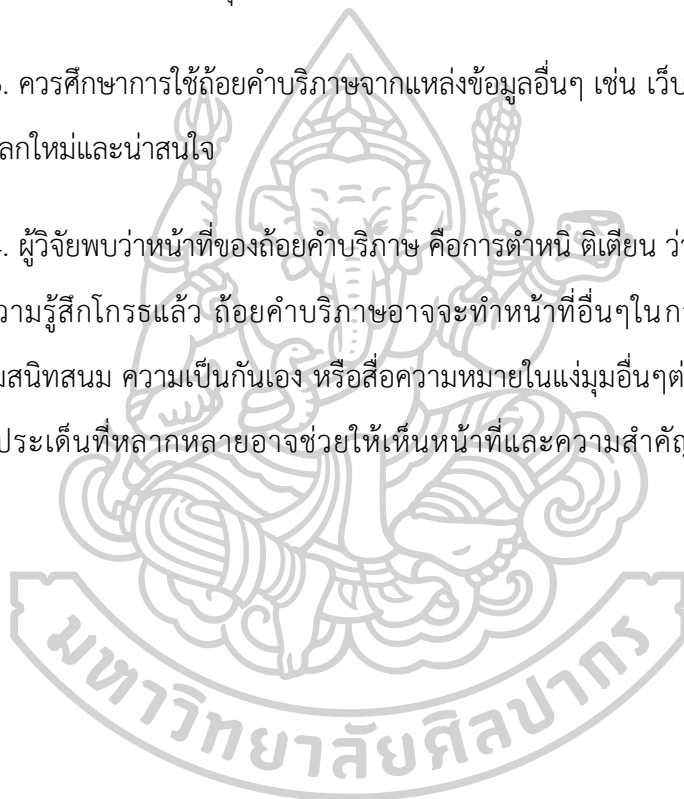 . ควรศึกษาการใช้ถ้อยคำบริภาษจากแหล่งข้อมูลอื่นๆ เช่น เว็บ
ลกใหม่และน่าสนใจ
. ผู้วิจัยพบว่าหน้าที่ของถ้อยคำบริภาษ คือการตำหนิ ติเตียน ว่า
วามรู้สึกโกรธแล้ว ถ้อยคำบริภาษอาจจะทำหน้าที่อื่นๆในกา
มสนิทสนม ความเป็นกันเอง หรือสื่อความหมายในแง่มุมอื่นๆต่
ประเด็นที่หลากหลายอาจช่วยให้เห็นหน้าที่และความสำคัญ
มหาวิทยาลัยศิลปากร